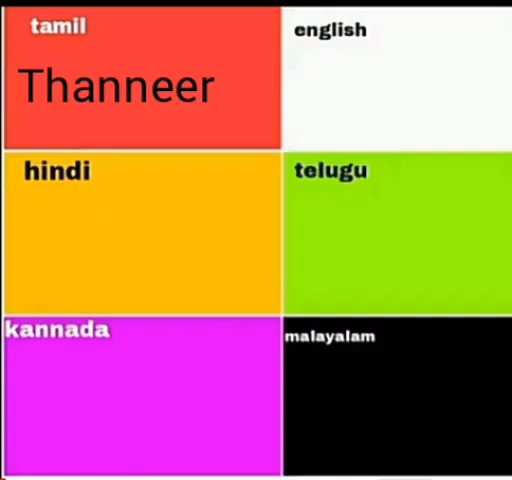 tamil
english
Thanneer
hindi
telugu
kannada
malayalam